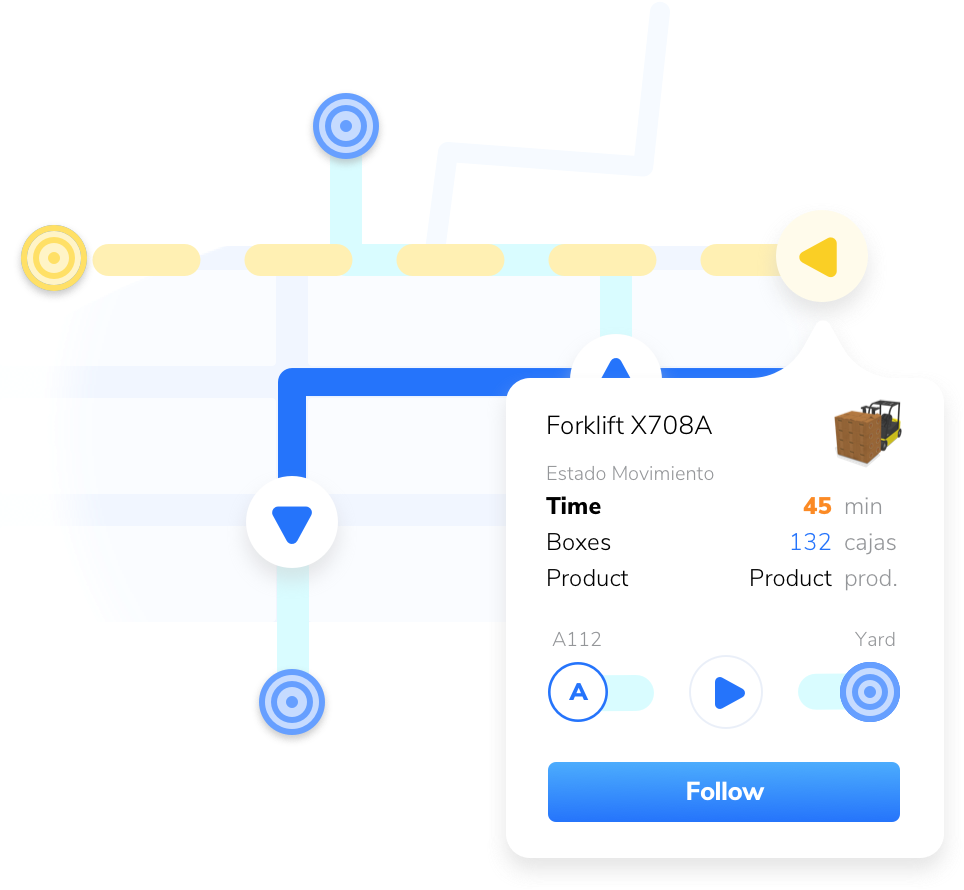 Forklift X708A
Estado Movimiento
Time 45 min
Boxes 132 cajas
Product Product prod.
A112 Yard
A
Follow